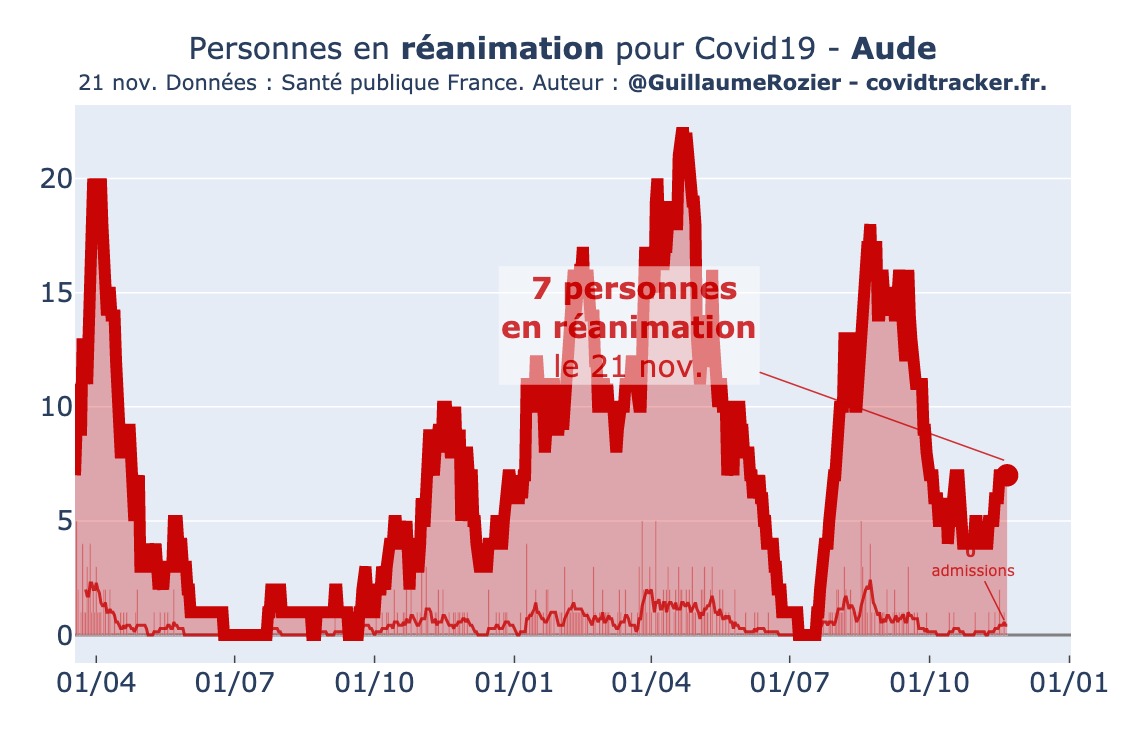 Personnes en réanimation pour Covid19 - Aude
21 nov. Données : Santé publique France. Auteur : @GuillaumeRozier - covidtracker.fr.
20
15
10
5
0
7 personnes
en réanimation
le 21 nov.
0
admissions
01/04
01/07
01/10
01/01
01/04
01/07
01/10
01/01